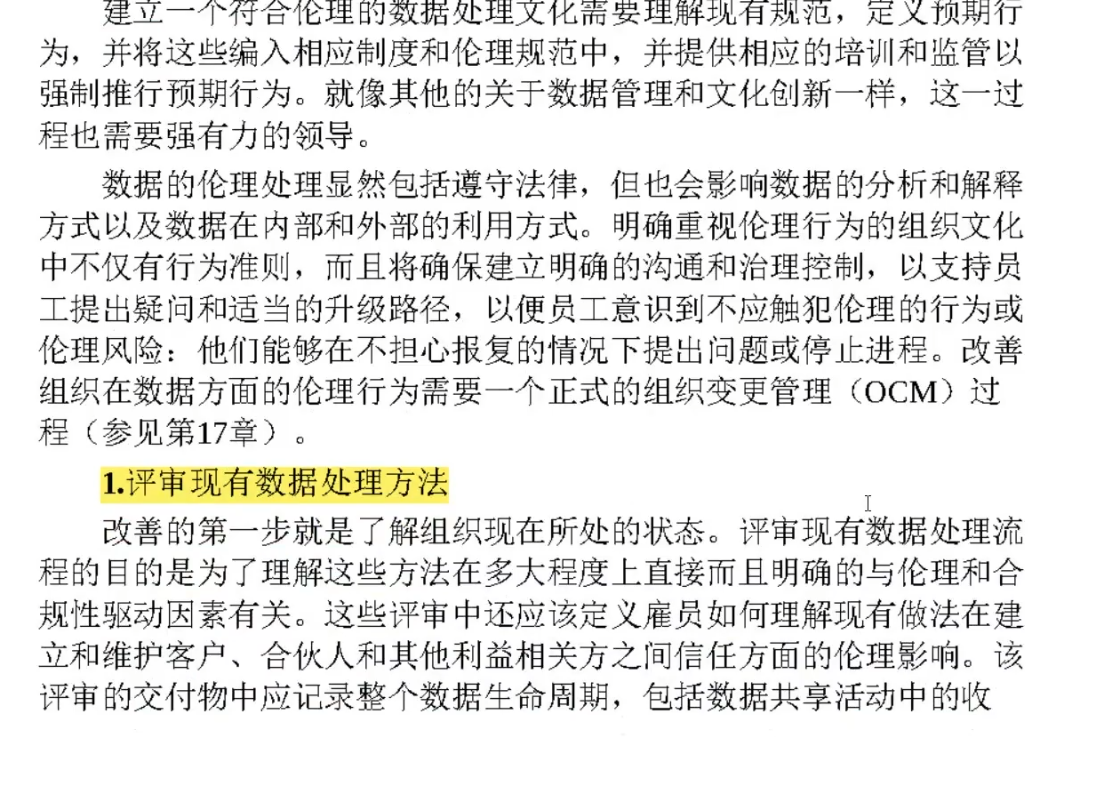 建立一个符合伦理的数据处理文化需要理解现有规范，定义预期行
为，并将这些编入相应制度和伦理规范中，并提供相应的培训和监管以
强制推行预期行为。就像其他的关于数据管理和文化创新一样，这一过
程也需要强有力的领导。
数据的伦理处理显然包括遵守法律，但也会影响数据的分析和解释
方式以及数据在内部和外部的利用方式。明确重视伦理行为的组织文化
中不仅有行为准则，而且将确保建立明确的沟通和治理控制，以支持员
工提出疑问和适当的升级路径，以便员工意识到不应触犯伦理的行为或
伦理风险：他们能够在不担心报复的情况下提出问题或停止进程。改善
组织在数据方面的伦理行为需要一个正式的组织变更管理（OCM）过
程（参见第17章）。
1.评审现有数据处理方法
改善的第一步就是了解组织现在所处的状态。评审现有数据处理流
程的目的是为了理解这些方法在多大程度上直接而且明确的与伦理和合
规性驱动因素有关。这些评审中还应该定义雇员如何理解现有做法在建
立和维护客户、合伙人和其他利益相关方之间信任方面的伦理影响。该
评审的交付物中应记录整个数据生命周期，包括数据共享活动中的收